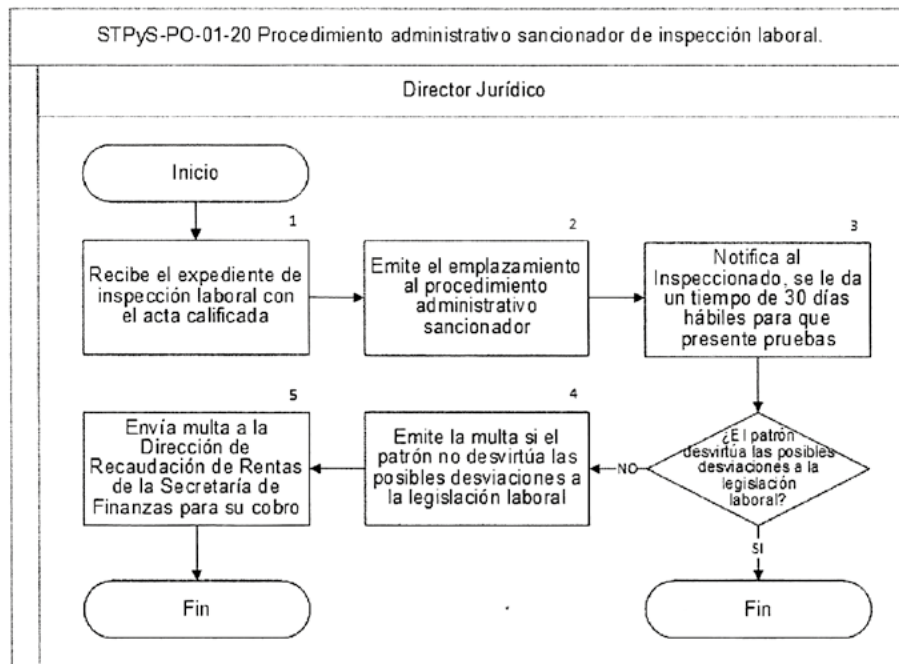 STPyS-PO-01-20 Procedimiento administrativo sancionador de inspección laboral.
Director Jurídico
Inicio
1
Recibe el expediente de
inspección laboral con
el acta calificada
2
Emite el emplazamiento
al procedimiento
administrativo
sancionador
3
Notifica al
Inspeccionado, se le da
un tiempo de 30 días
hábiles para que
presente pruebas
¿El patrón
desvirtúa las posibles
desviaciones a la
legislación
laboral?
NO
SI
4
Emite la multa si el
patrón no desvirtúa las
posibles desviaciones a
la legislación laboral
5
Envía multa a la
Dirección de
Recaudación de Rentas
de la Secretaría de
Finanzas para su cobro
Fin
Fin